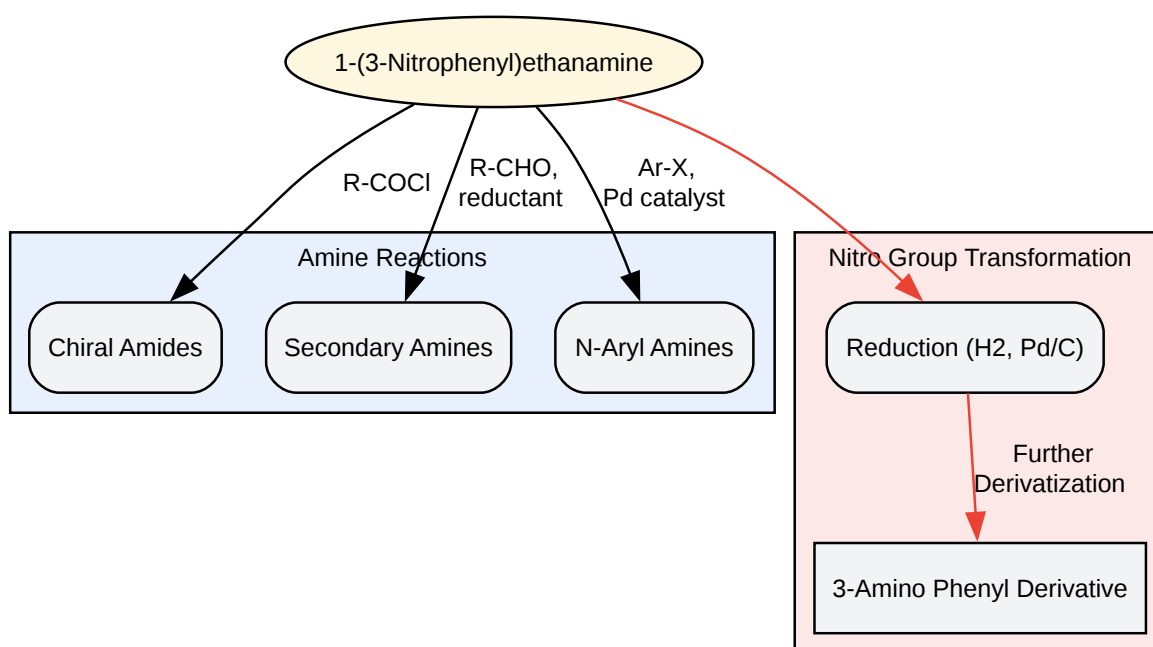 1-(3-Nitrophenyl)ethanamine
R-COCl
R-CHO,
reductant
Ar-X,
Pd catalyst
Amine Reactions
Nitro Group Transformation
Chiral Amides
Secondary Amines
N-Aryl Amines
Reduction (H2, Pd/C)
Further
Derivatization
3-Amino Phenyl Derivative